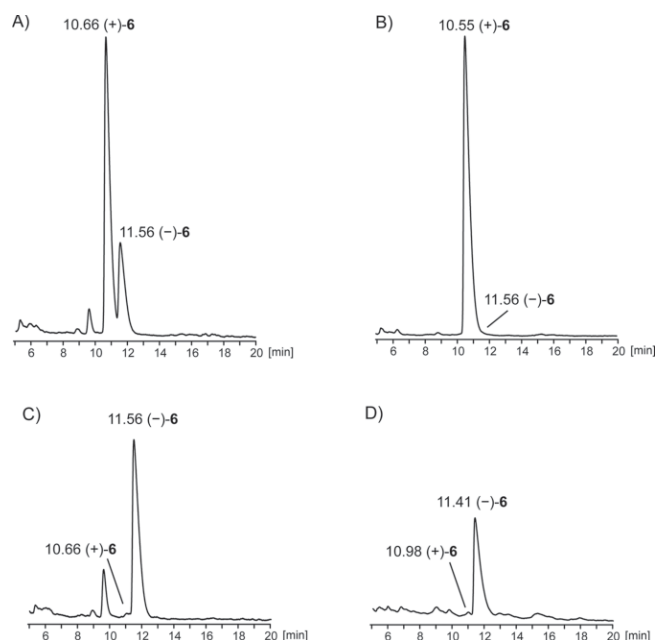 A)
10.66 (+)-6
11.56 (−)-6
6 8 10 12 14 16 18 20 [min]
B)
10.55 (+)-6
11.56 (−)-6
6 8 10 12 14 16 18 20 [min]
C)
11.56 (−)-6
10.66 (+)-6
6 8 10 12 14 16 18 20 [min]
D)
11.41 (−)-6
10.98 (+)-6
6 8 10 12 14 16 18 20 [min]